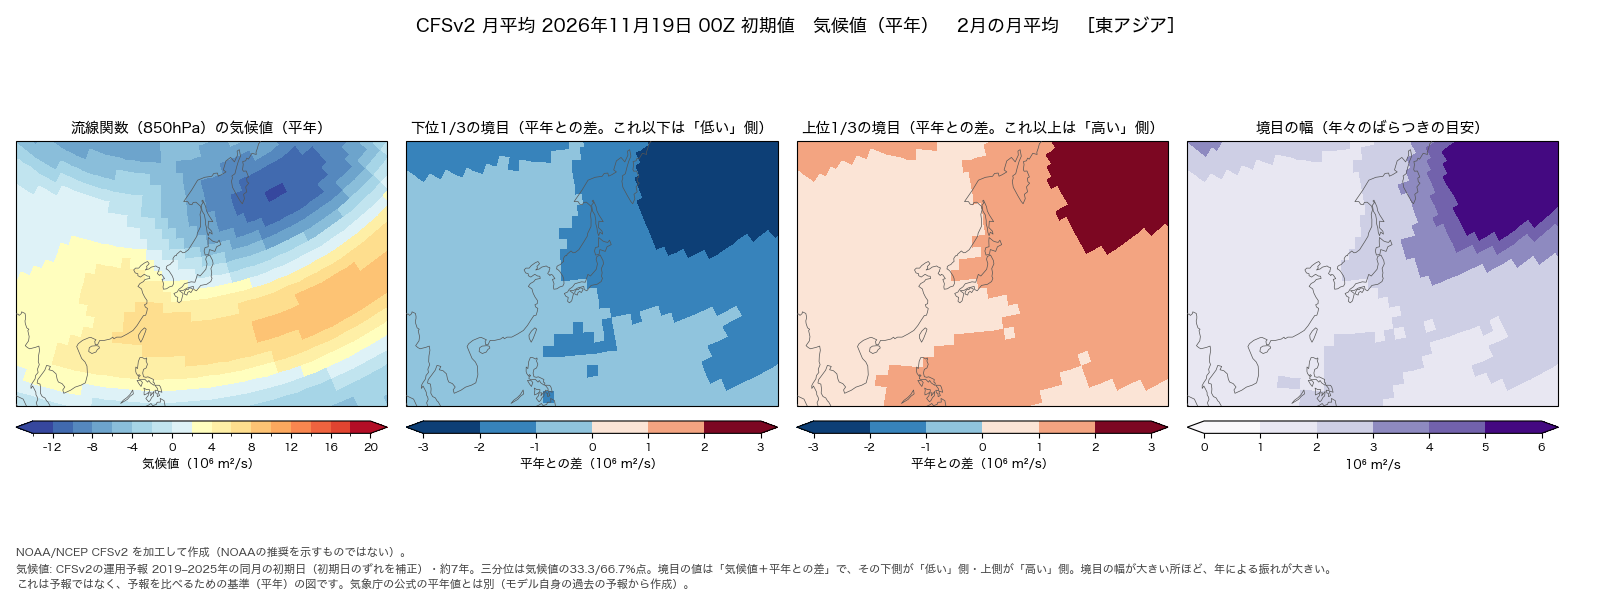 CFSv2 月平均 2026年11月19日 00Z 初期値　気候値（平年）　2月の月平均　［東アジア］
流線関数（850hPa）の気候値（平年）
下位1/3の境目（平年との差。これ以下は「低い」側）
上位1/3の境目（平年との差。これ以上は「高い」側）
境目の幅（年々のばらつきの目安）
-12 -8 -4 0 4 8 12 16 20
気候値（10⁶ m²/s）
-3 -2 -1 0 1 2 3
平年との差（10⁶ m²/s）
-3 -2 -1 0 1 2 3
平年との差（10⁶ m²/s）
0 1 2 3 4 5 6
10⁶ m²/s
NOAA/NCEP CFSv2 を加工して作成（NOAAの推奨を示すものではない）。
気候値: CFSv2の運用予報 2019–2025年の同月の初期日（初期日のずれを補正）・約7年。三分位は気候値の33.3/66.7%点。境目の値は「気候値＋平年との差」で、その下側が「低い」側・上側が「高い」側。境目の幅が大きい所ほど、年による振れが大きい。
これは予報ではなく、予報を比べるための基準（平年）の図です。気象庁の公式の平年値とは別（モデル自身の過去の予報から作成）。